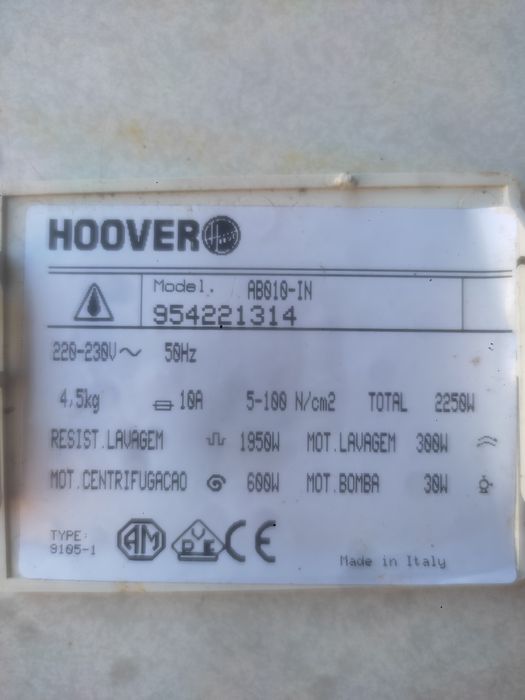 HOOVER
Model. AB010-IN
954221314
220-230V~ 50Hz
4,5kg 10A 5-100 N/cm2 TOTAL 2250W
RESIST.LAVAGEM 1950W MOT.LAVAGEM 300W
MOT.CENTRIFUGACAO 600W MOT.BOMBA 30W
TYPE:
9105-1
AM VDE CE
Made in Italy